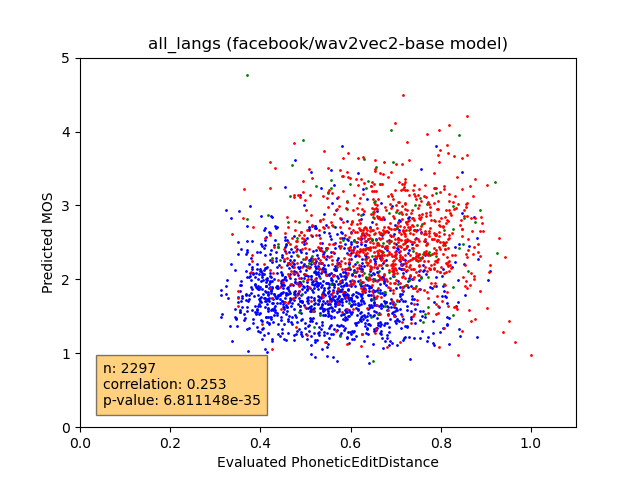 all_langs (facebook/wav2vec2-base model)
5
4
3
2
1
0
Predicted MOS
n: 2297
correlation: 0.253
p-value: 6.811148e-35
0.0 0.2 0.4 0.6 0.8 1.0
Evaluated PhoneticEditDistance